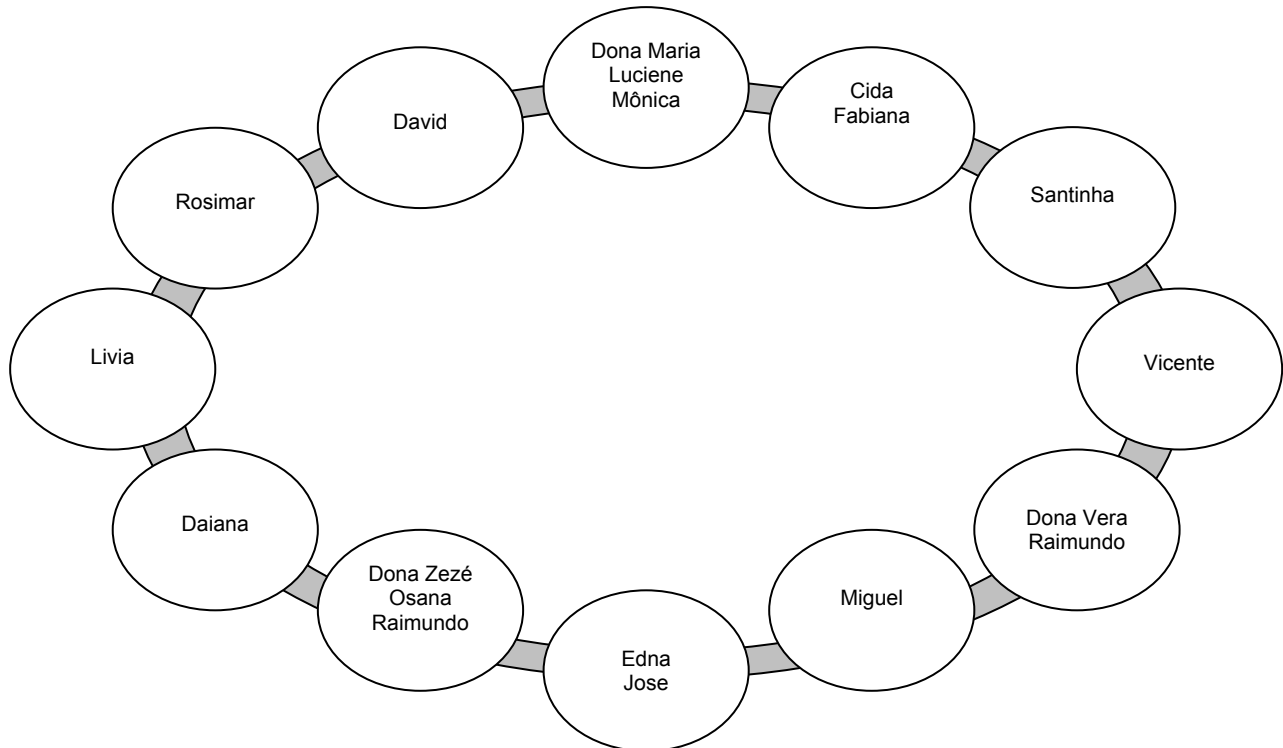 Dona Maria
Luciene
Mônica
Cida
Fabiana
David
Santinha
Rosimar
Livia
Vicente
Daiana
Dona Vera
Raimundo
Dona Zezé
Osana
Raimundo
Miguel
Edna
Jose